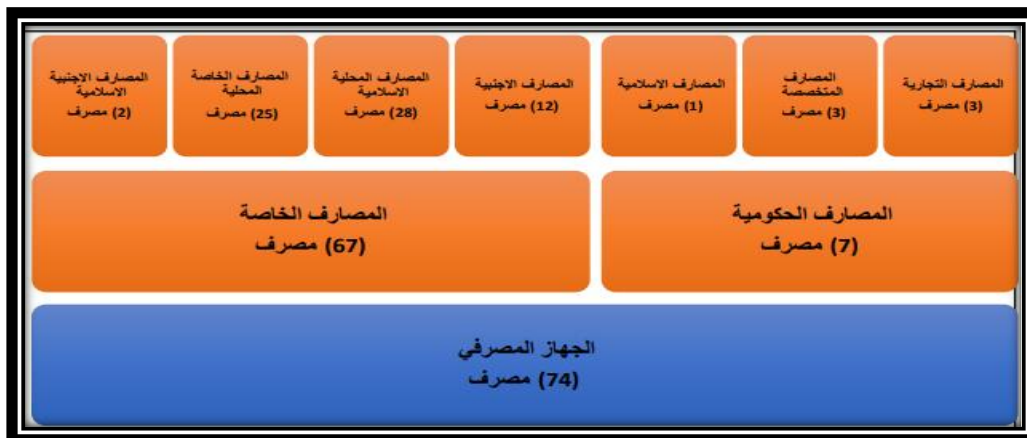 المصارف التجارية
(3) مصرف
المصارف
المتخصصة
(3) مصرف
المصارف الاسلامية
(1) مصرف
المصارف الاجنبية
(12) مصرف
المصارف المحلية
الاسلامية
(28) مصرف
المصارف الخاصة
المحلية
(25) مصرف
المصارف الاجنبية
الاسلامية
(2) مصرف
المصارف الحكومية
(7) مصرف
المصارف الخاصة
(67) مصرف
الجهاز المصرفي
(74) مصرف